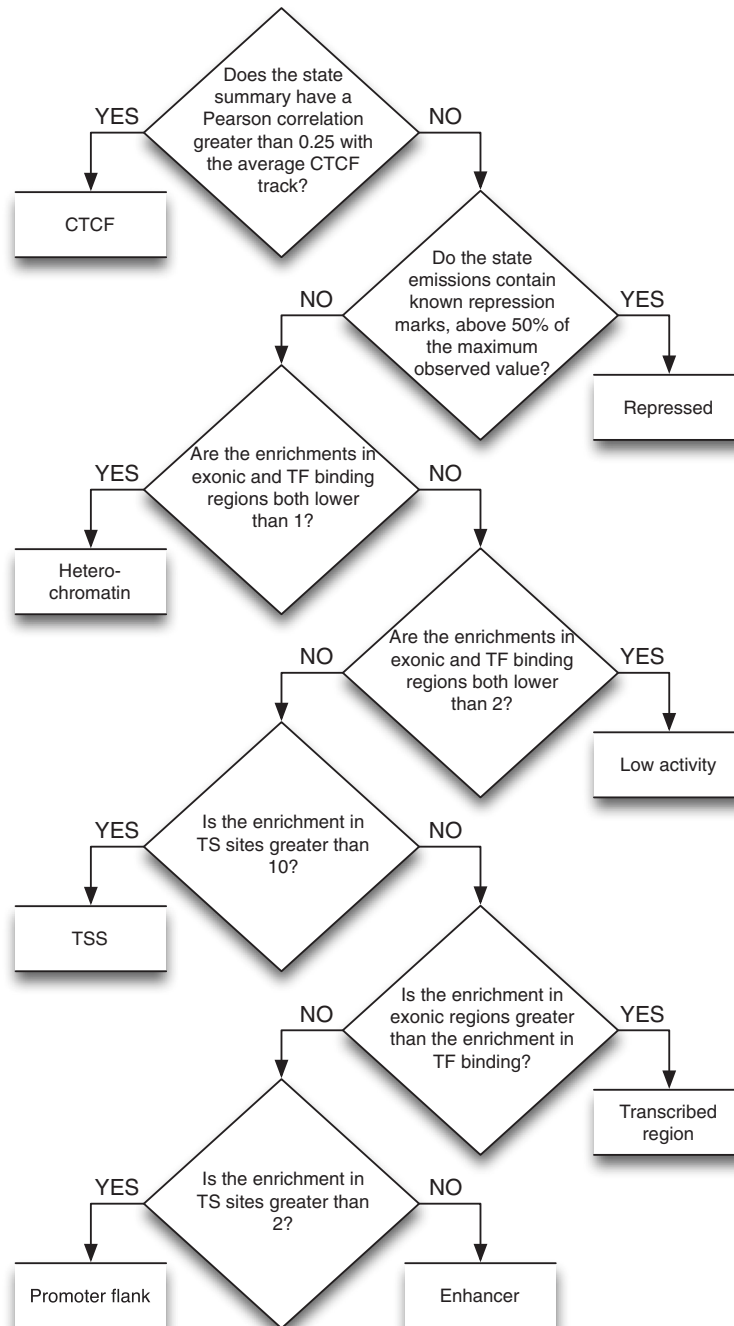 Does the state
summary have a
Pearson correlation
greater than 0.25 with
the average CTCF
track?
YES
NO
CTCF
Do the state
emissions contain
known repression
marks, above 50% of
the maximum
observed value?
NO
YES
Repressed
Are the enrichments in
exonic and TF binding
regions both lower
than 1?
YES
NO
Hetero-
chromatin
Are the enrichments in
exonic and TF binding
regions both lower
than 2?
NO
YES
Low activity
Is the enrichment in
TS sites greater than
10?
YES
NO
TSS
Is the enrichment in
exonic regions greater
than the enrichment in
TF binding?
NO
YES
Transcribed
region
Is the enrichment in
TS sites greater than
2?
YES
NO
Promoter flank
Enhancer